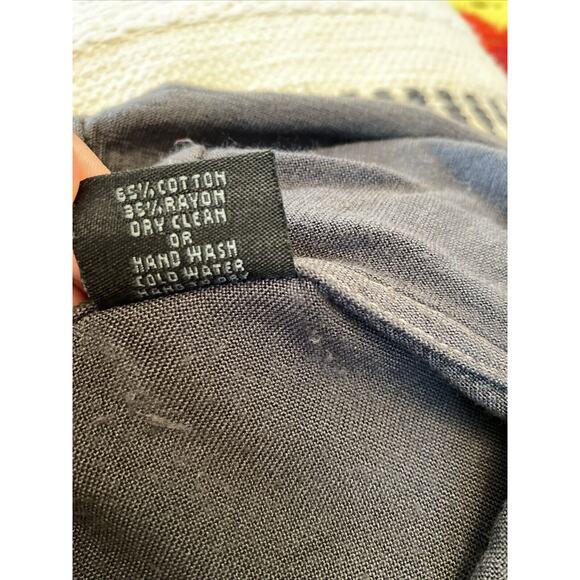 65% COTTON
35% RAYON
DRY CLEAN
OR
HAND WASH
COLD WATER